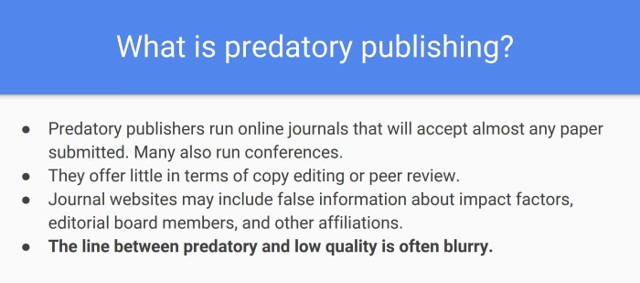 What is predatory publishing?
● Predatory publishers run online journals that will accept almost any paper
submitted. Many also run conferences.
● They offer little in terms of copy editing or peer review.
● Journal websites may include false information about impact factors,
editorial board members, and other affiliations.
● The line between predatory and low quality is often blurry.